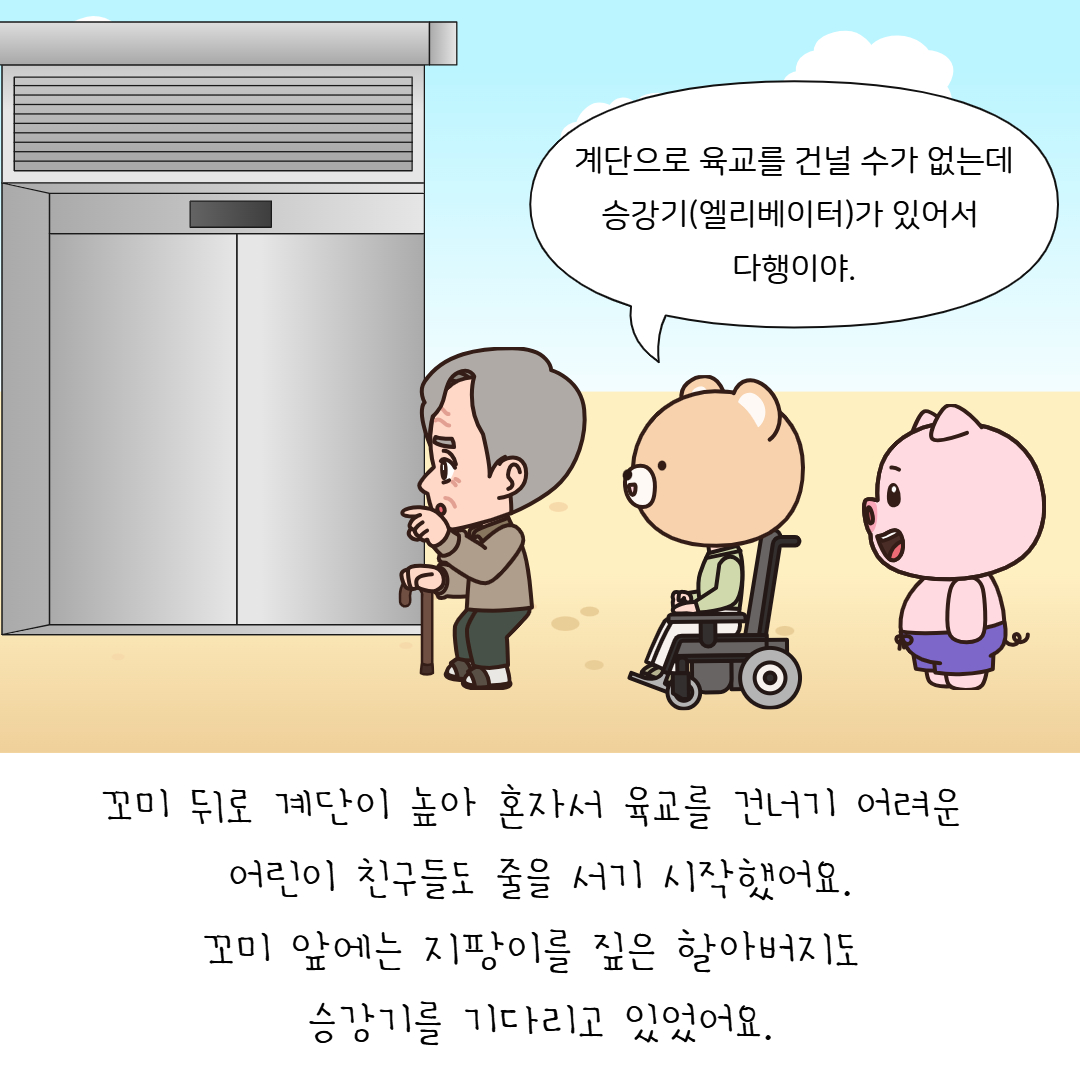 계단으로 육교를 건널 수가 없는데
승강기(엘리베이터)가 있어서
다행이야.
꼬미 뒤로 계단이 높아 혼자서 육교를 건너기 어려운
어린이 친구들도 줄을 서기 시작했어요.
꼬미 앞에는 지팡이를 짚은 할아버지도
승강기를 기다리고 있었어요.